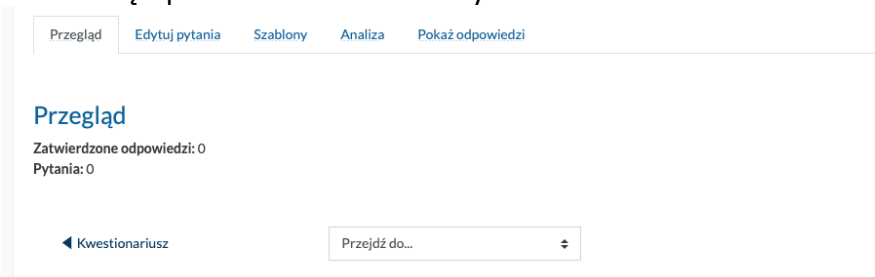 Przegląd Edytuj pytania Szablony Analiza Pokaż odpowiedzi
Przegląd
Zatwierdzone odpowiedzi: 0
Pytania: 0
◀ Kwestionariusz Przejdź do...